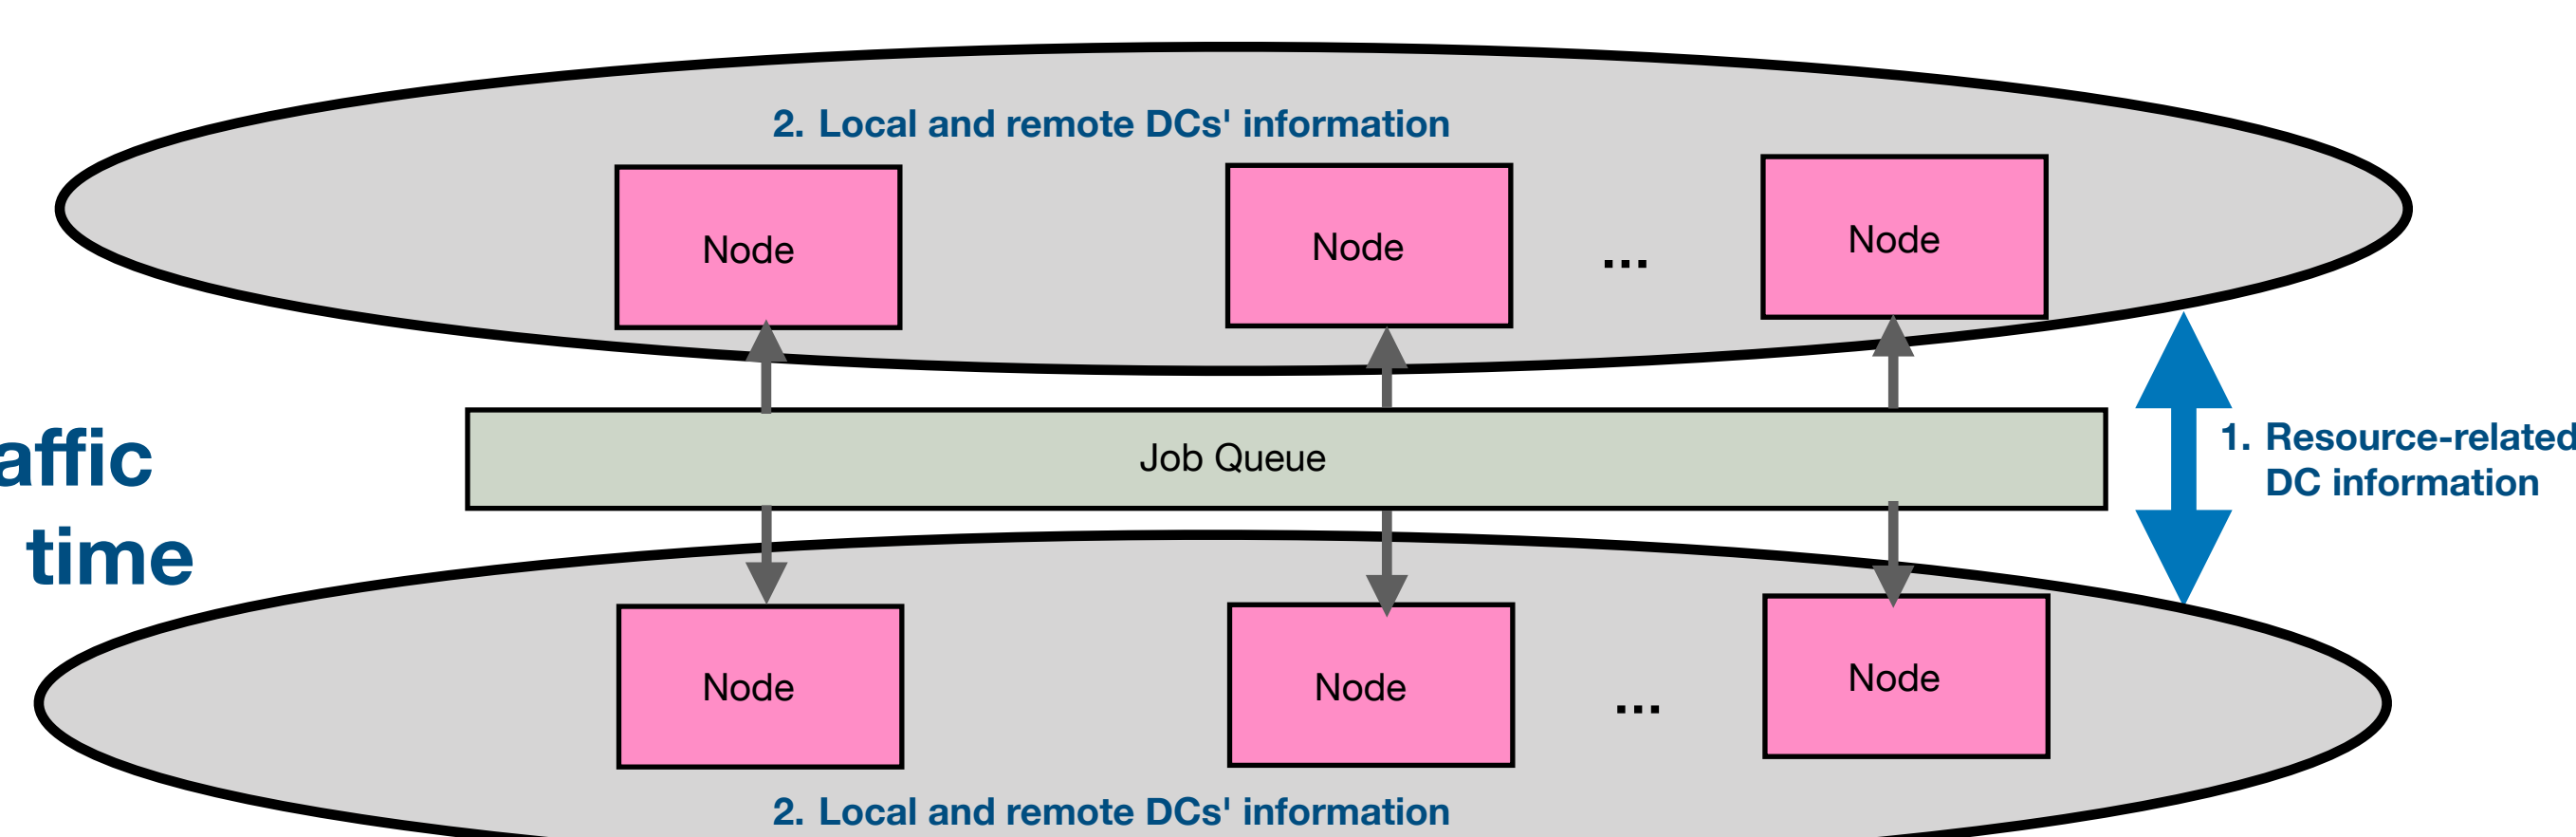 2. Local and remote DCs' information
Node
Node
...
Node
Job Queue
1. Resource-related
DC information
time
Node
Node
...
Node
2. Local and remote DCs' information